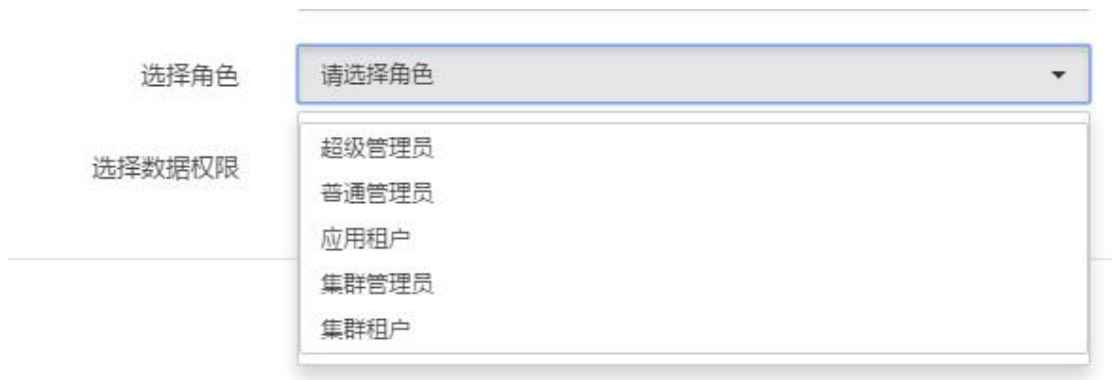 选择角色
请选择角色
选择数据权限
超级管理员
普通管理员
应用租户
集群管理员
集群租户